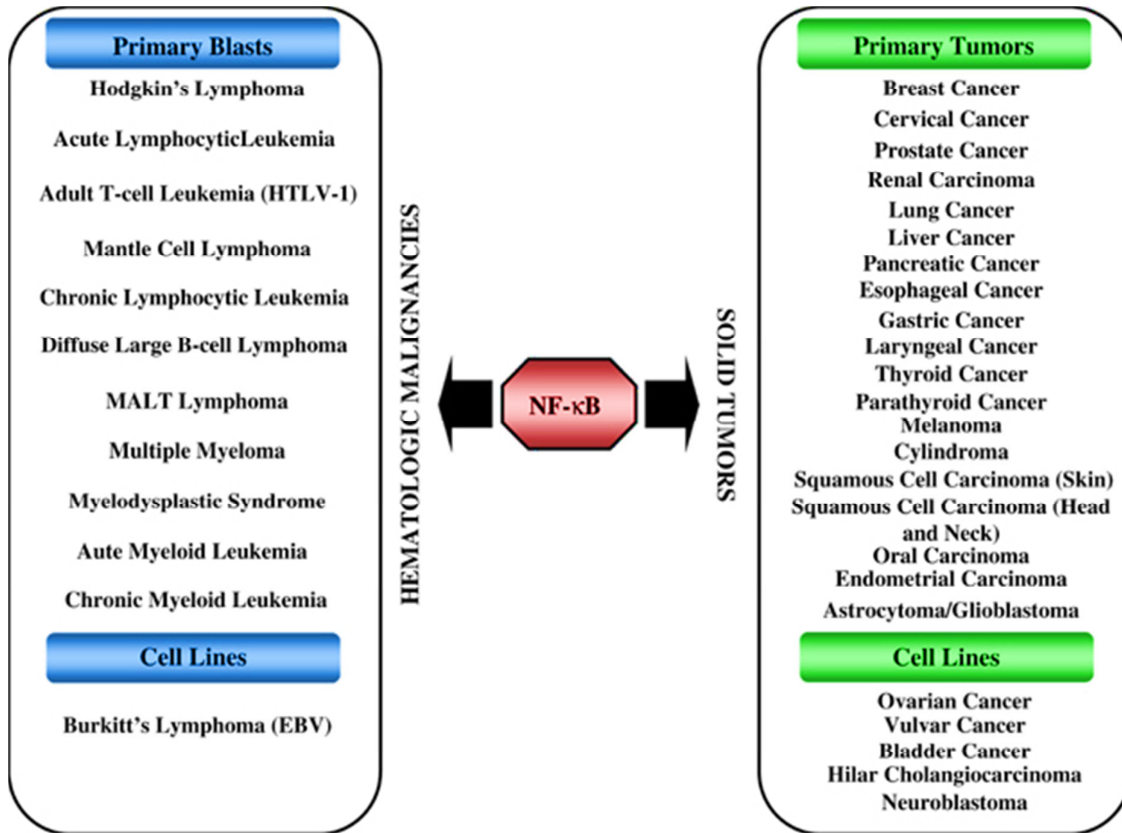 Primary Blasts
Hodgkin's Lymphoma
Acute LymphocyticLeukemia
Adult T-cell Leukemia (HTLV-1)
Mantle Cell Lymphoma
Chronic Lymphocytic Leukemia
Diffuse Large B-cell Lymphoma
MALT Lymphoma
Multiple Myeloma
Myelodysplastic Syndrome
Aute Myeloid Leukemia
Chronic Myeloid Leukemia
Cell Lines
Burkitt's Lymphoma (EBV)
HEMATOLOGIC MALIGNANCIES
NF-κB
SOLID TUMORS
Primary Tumors
Breast Cancer
Cervical Cancer
Prostate Cancer
Renal Carcinoma
Lung Cancer
Liver Cancer
Pancreatic Cancer
Esophageal Cancer
Gastric Cancer
Laryngeal Cancer
Thyroid Cancer
Parathyroid Cancer
Melanoma
Cylindroma
Squamous Cell Carcinoma (Skin)
Squamous Cell Carcinoma (Head
and Neck)
Oral Carcinoma
Endometrial Carcinoma
Astrocytoma/Glioblastoma
Cell Lines
Ovarian Cancer
Vulvar Cancer
Bladder Cancer
Hilar Cholangiocarcinoma
Neuroblastoma